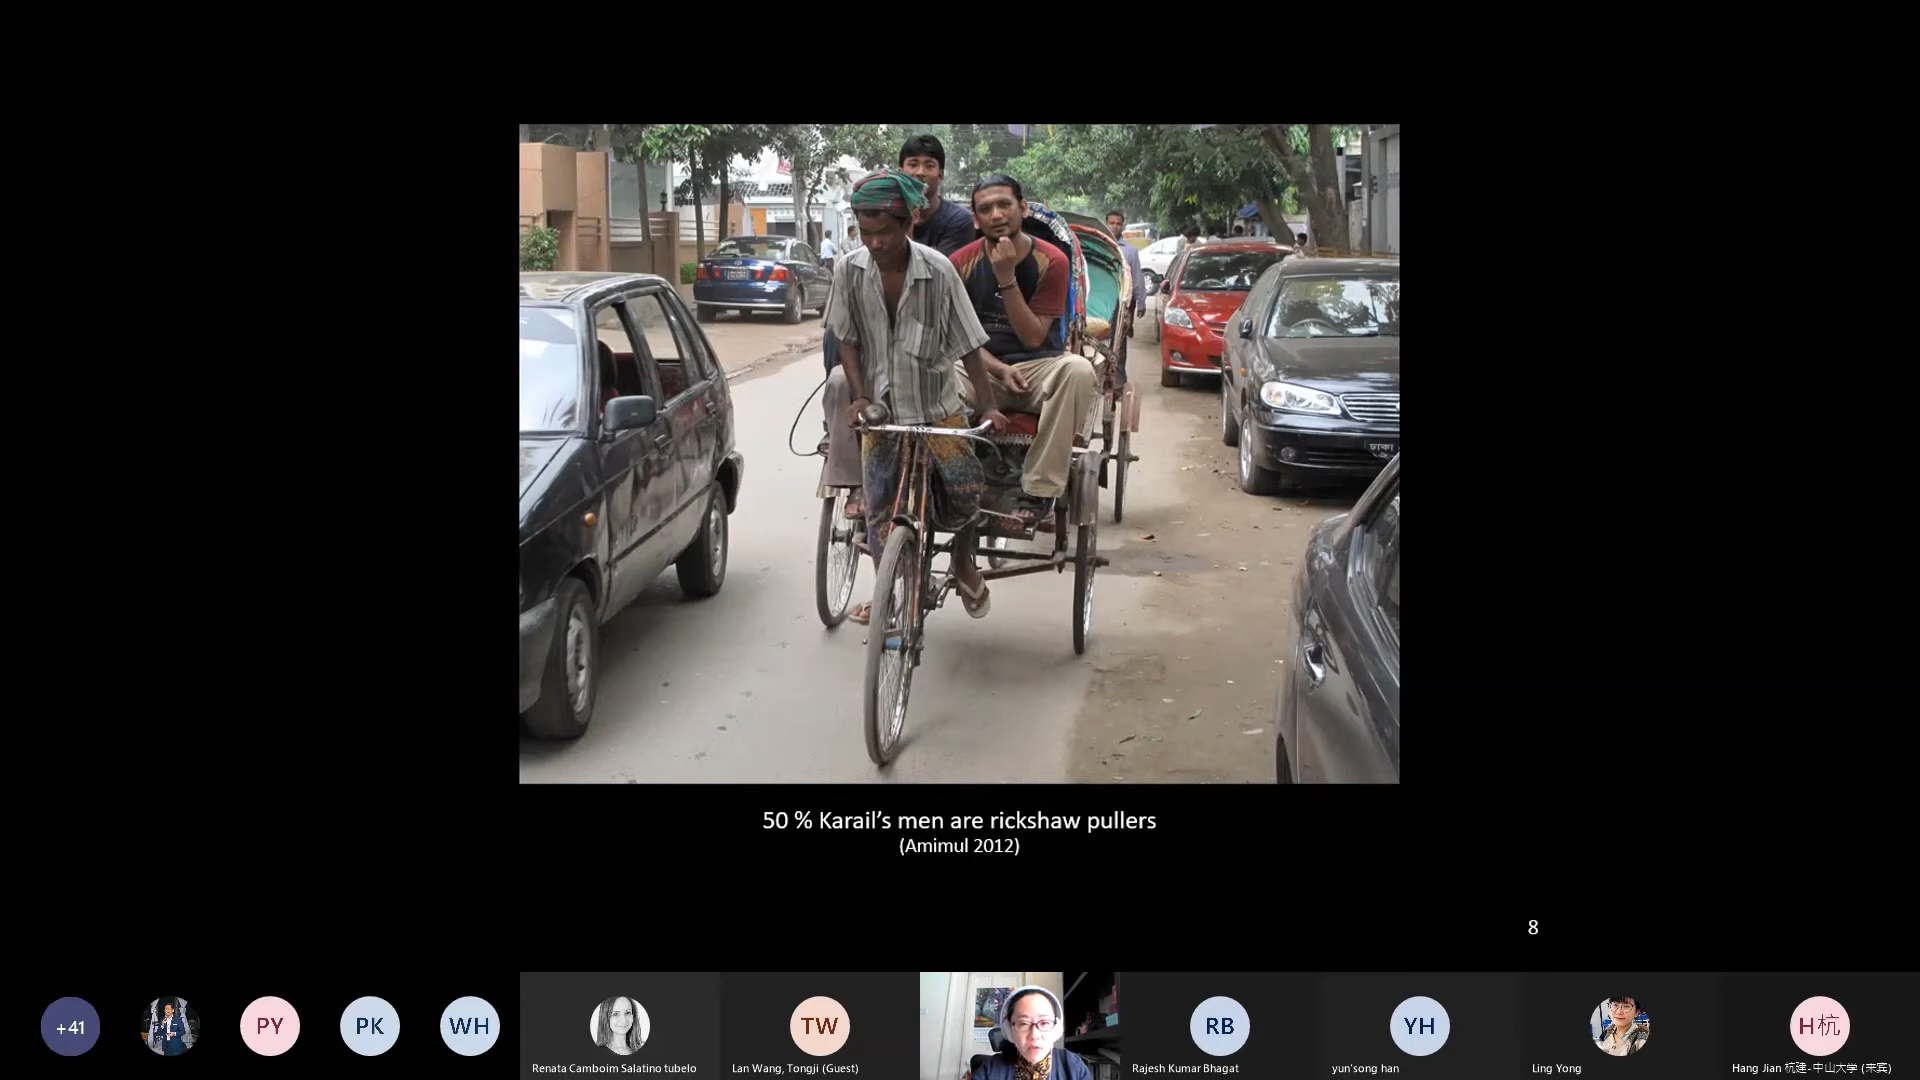 ঢাকা
50 % Karail’s men are rickshaw pullers
(Amimul 2012)
8
+41
PY
PK
WH
TW
RB
YH
H杭
Renata Camboim Salatino tubelo
Lan Wang, Tongji (Guest)
Rajesh Kumar Bhagat
yun'song han
Ling Yong
Hang Jian 杭建-中山大学 (来宾)